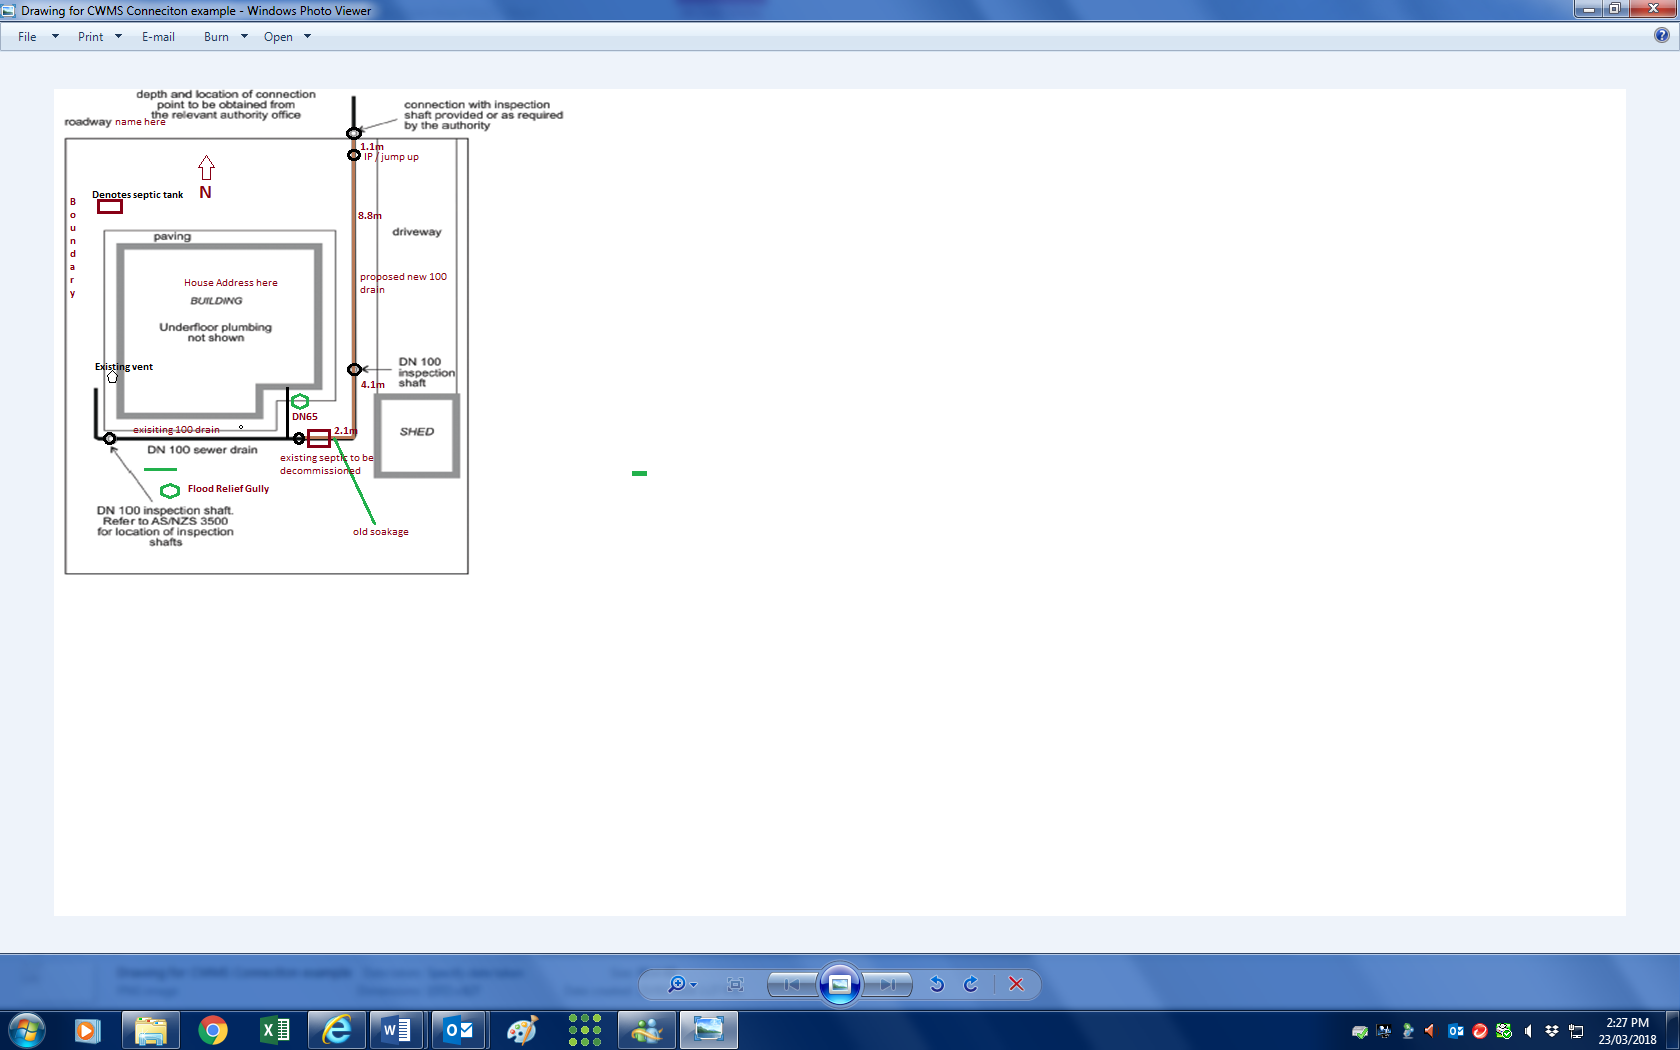 Drawing for CWMS Conneciton example - Windows Photo Viewer
File Print E-mail Burn Open
depth and location of connection
point to be obtained from
the relevant authority office
roadway name here
connection with inspection
shaft provided or as required
by the authority
1.1m
IP / jump up
N
Denotes septic tank
Boundary
8.8m
driveway
paving
proposed new 100
drain
House Address here
BUILDING
Underfloor plumbing
not shown
Existing vent
DN 100
inspection
shaft
4.1m
DN65
2.1m
SHED
exisiting 100 drain
DN 100 sewer drain
existing septic to be
decommissioned
Flood Relief Gully
DN 100 inspection shaft.
Refer to AS/NZS 3500
for location of inspection
shafts
old soakage
2:27 PM
23/03/2018